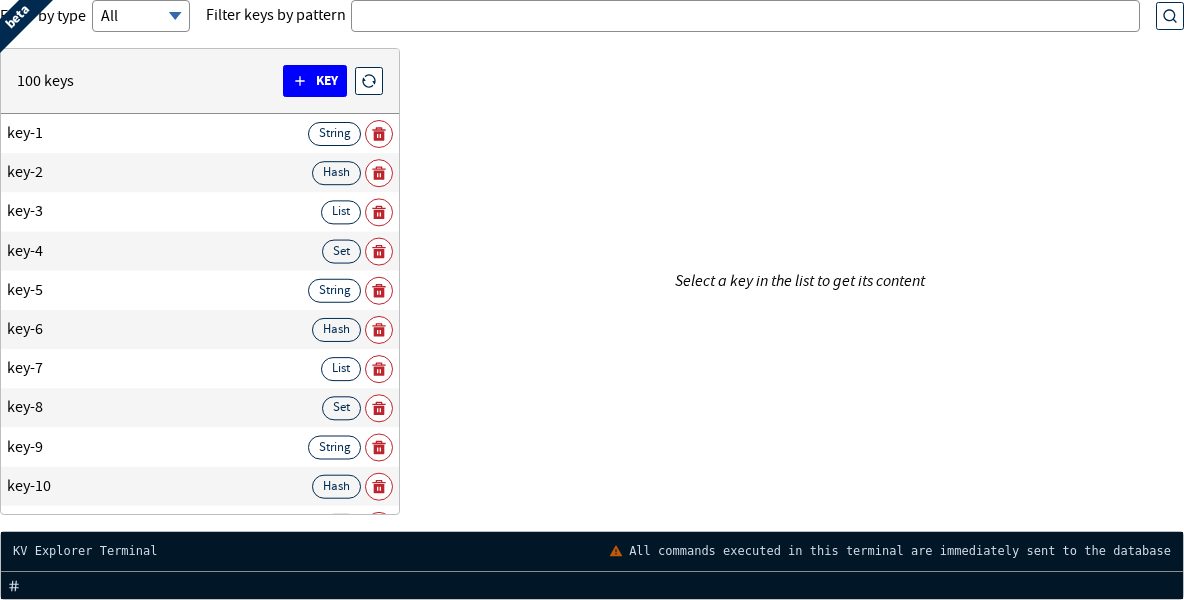 beta
by type All Filter keys by pattern
100 keys + KEY
key-1 String
key-2 Hash
key-3 List
key-4 Set
key-5 String
key-6 Hash
key-7 List
key-8 Set
key-9 String
key-10 Hash
Select a key in the list to get its content
KV Explorer Terminal All commands executed in this terminal are immediately sent to the database
#